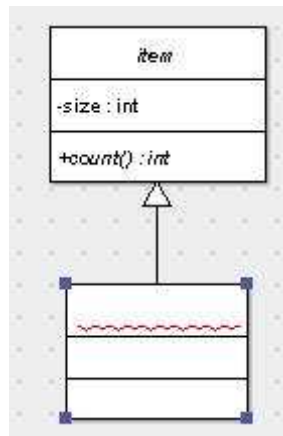 item
-size : int
+count() : int